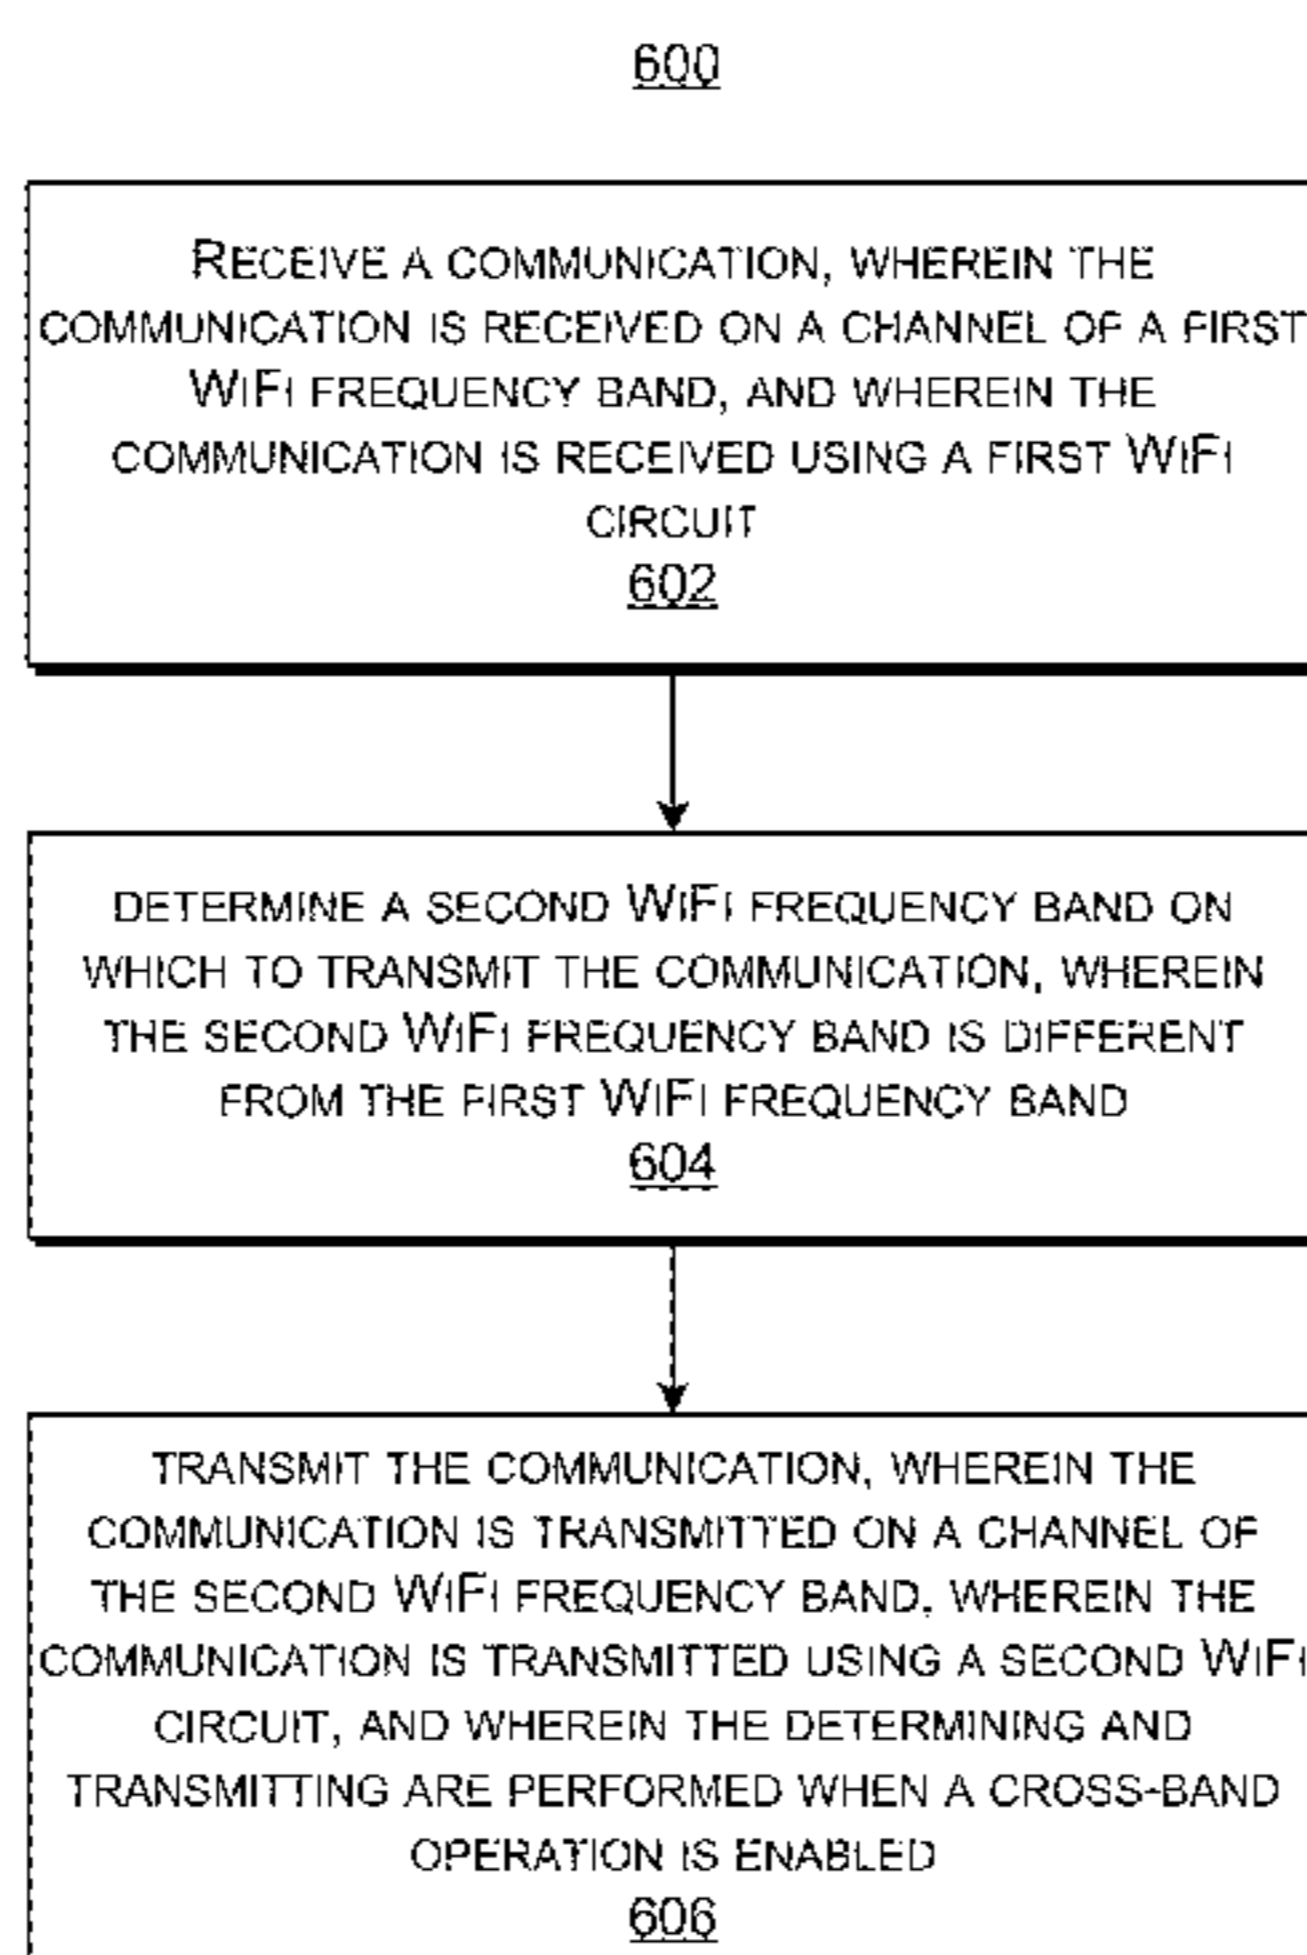 600
RECEIVE A COMMUNICATION, WHEREIN THE
COMMUNICATION IS RECEIVED ON A CHANNEL OF A FIRST
WIFI FREQUENCY BAND, AND WHEREIN THE
COMMUNICATION IS RECEIVED USING A FIRST WIFI
CIRCUIT
602
DETERMINE A SECOND WIFI FREQUENCY BAND ON
WHICH TO TRANSMIT THE COMMUNICATION, WHEREIN
THE SECOND WIFI FREQUENCY BAND IS DIFFERENT
FROM THE FIRST WIFI FREQUENCY BAND
604
TRANSMIT THE COMMUNICATION, WHEREIN THE
COMMUNICATION IS TRANSMITTED ON A CHANNEL OF
THE SECOND WIFI FREQUENCY BAND, WHEREIN THE
COMMUNICATION IS TRANSMITTED USING A SECOND WIFI
CIRCUIT, AND WHEREIN THE DETERMINING AND
TRANSMITTING ARE PERFORMED WHEN A CROSS-BAND
OPERATION IS ENABLED
606